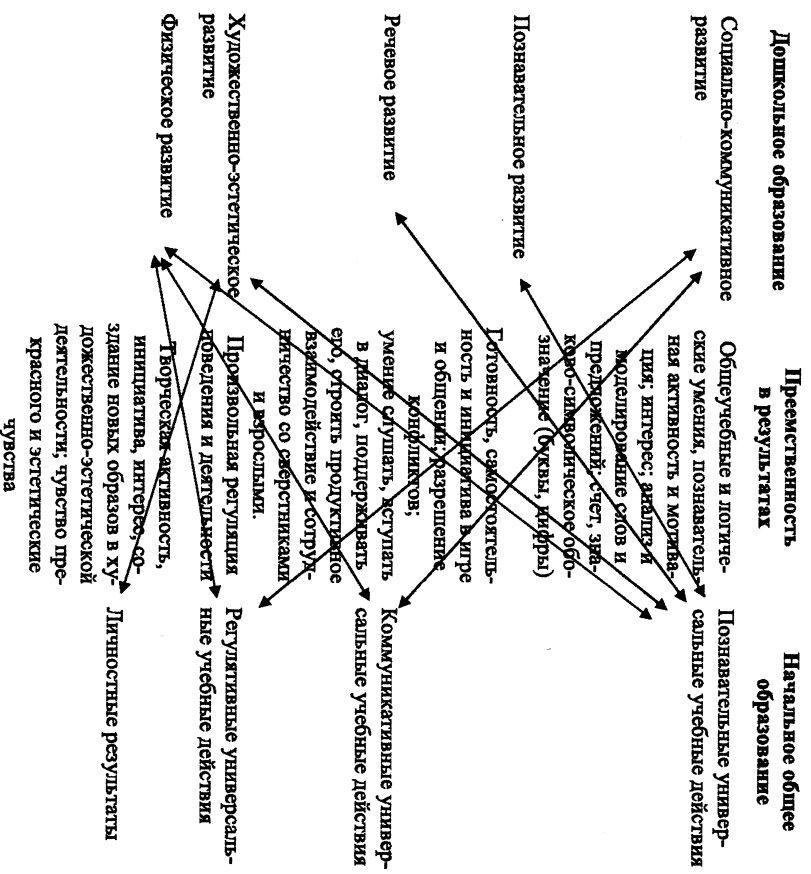 Дошкольное образование
Преемственность
в результатах
Начальное общее
образование
Социально-коммуникативное
развитие
Познавательное развитие
Речевое развитие
Художественно-эстетическое
развитие
Физическое развитие
Общеучебные и логиче-
ские умения, познаватель-
ная активность и мотива-
ция; интерес; анализ и
моделирование слов и
предложений; счет, зна-
ково-символическое обо-
значение (буквы, цифры)
Готовность, самостоятель-
ность и инициатива в игре
и общении; разрешение
конфликтов;
умение слушать, вступать
в диалог, поддерживать
его, строить продуктивное
взаимодействие и сотруд-
ничество со сверстниками
и взрослыми.
Произвольная регуляция
поведения и деятельности
Творческая активность,
инициатива, интерес, со-
здание новых образов в ху-
дожественно-эстетической
деятельности; чувство пре-
красного и эстетические
чувства
Познавательные универ-
сальные учебные действия
Коммуникативные универ-
сальные учебные действия
Регулятивные универсаль-
ные учебные действия
Личностные результаты